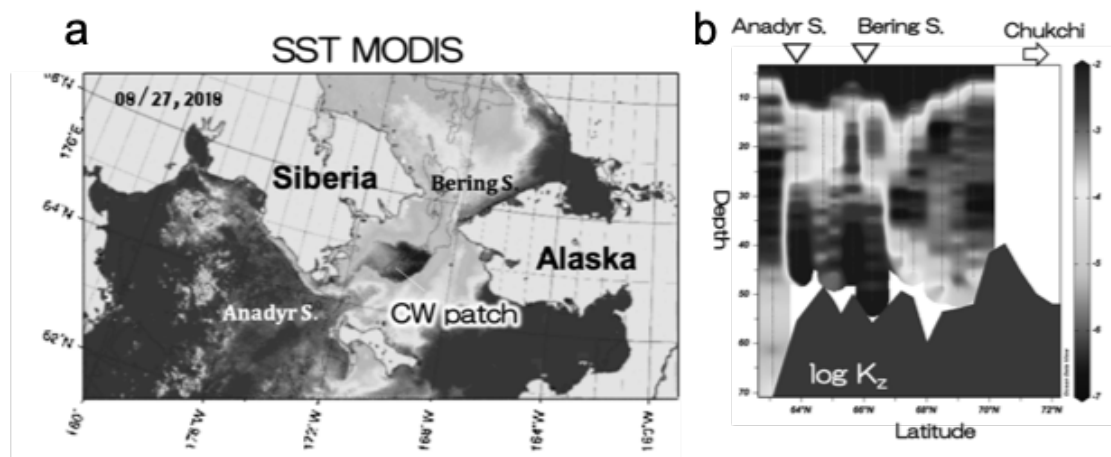 a
SST MODIS
08/27, 2018
170°E
64°N
62°N
180°
178°W
172°W
168°W
164°W
Siberia
Bering S.
Alaska
Anadyr S.
CW patch
b
Anadyr S.
Bering S.
Chukchi
Depth
10
20
30
40
50
60
70
log Kz
64°N
66°N
68°N
70°N
72°N
Latitude
-2
-3
-4
-5
-6
-7